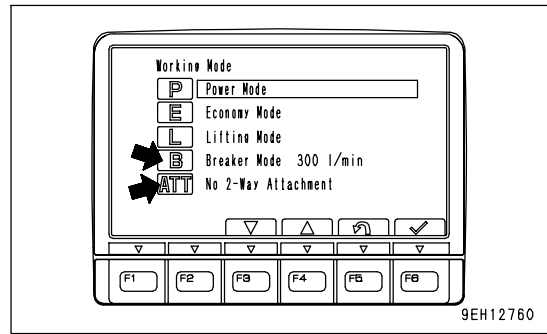 Working Mode
P Power Mode
E Economy Mode
L Lifting Mode
B Breaker Mode 300 l/min
ATT No 2-Way Attachment
F1 F2 F3 F4 F5 F6
9EH12760